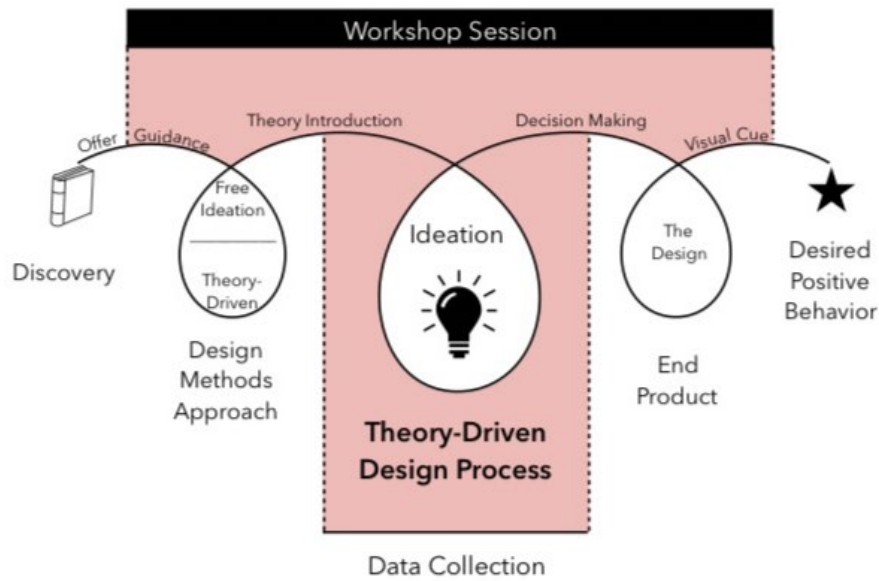 Workshop Session
Offer
Guidance
Theory Introduction
Decision Making
Visual Cue
Discovery
Free
Ideation
Theory-
Driven
Design
Methods
Approach
Ideation
Theory-Driven
Design Process
The
Design
End
Product
Desired
Positive
Behavior
Data Collection